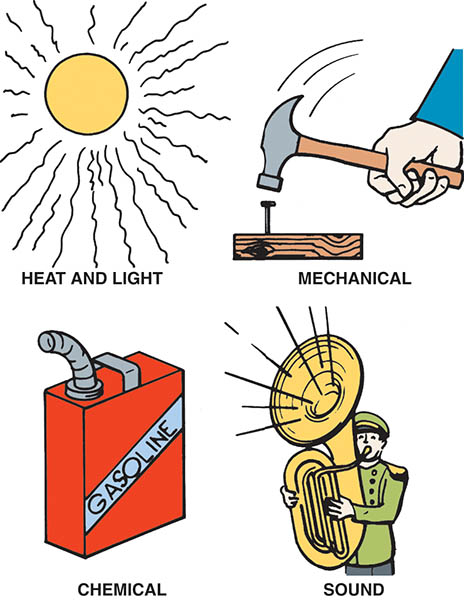 HEAT AND LIGHT
MECHANICAL
GASOLINE
CHEMICAL
SOUND